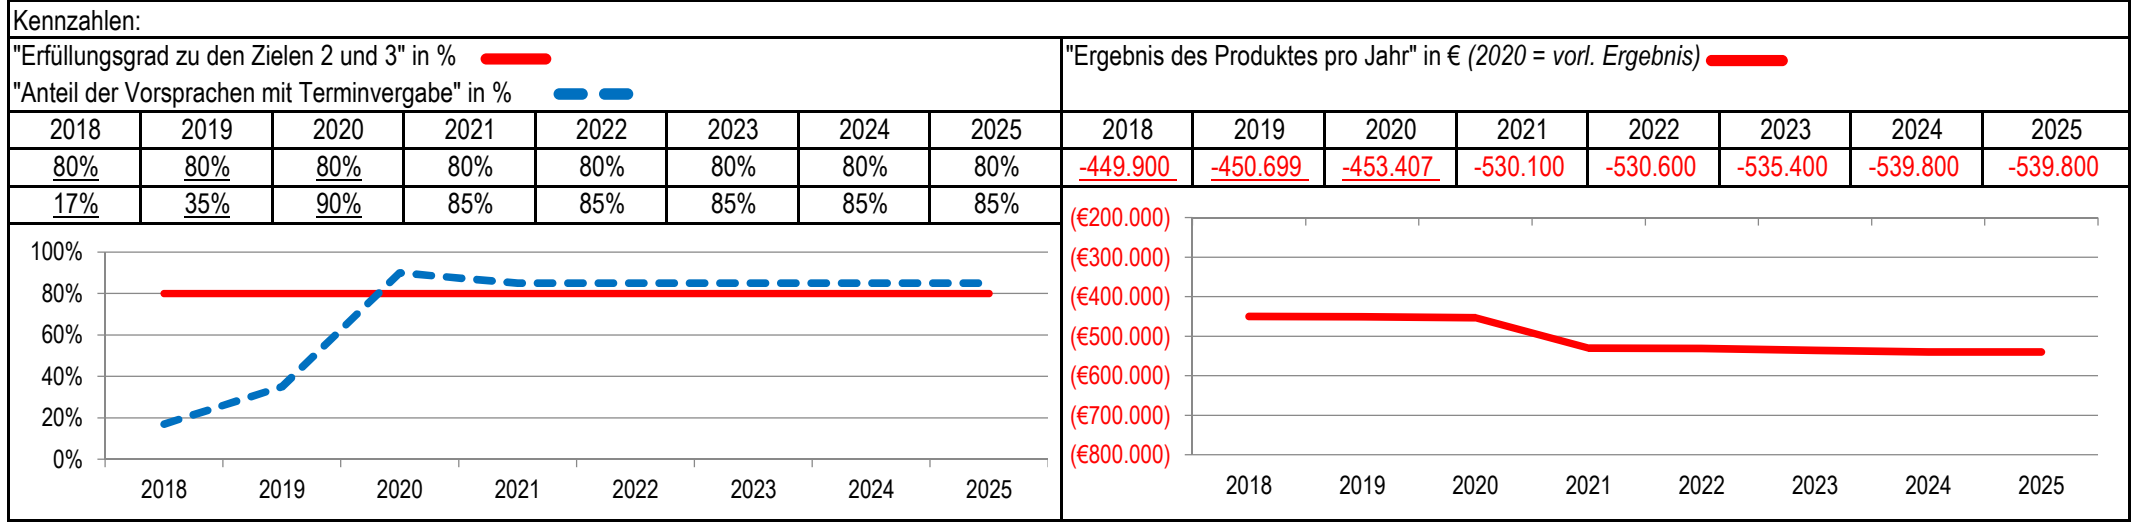 Kennzahlen:
"Erfüllungsgrad zu den Zielen 2 und 3" in %
"Anteil der Vorsprachen mit Terminvergabe" in %
2018 2019 2020 2021 2022 2023 2024 2025
80% 80% 80% 80% 80% 80% 80% 80%
17% 35% 90% 85% 85% 85% 85% 85%
100%
80%
60%
40%
20%
0%
2018 2019 2020 2021 2022 2023 2024 2025
"Ergebnis des Produktes pro Jahr" in € (2020 = vorl. Ergebnis)
2018 2019 2020 2021 2022 2023 2024 2025
-449.900 -450.699 -453.407 -530.100 -530.600 -535.400 -539.800 -539.800
(€200.000)
(€300.000)
(€400.000)
(€500.000)
(€600.000)
(€700.000)
(€800.000)
2018 2019 2020 2021 2022 2023 2024 2025